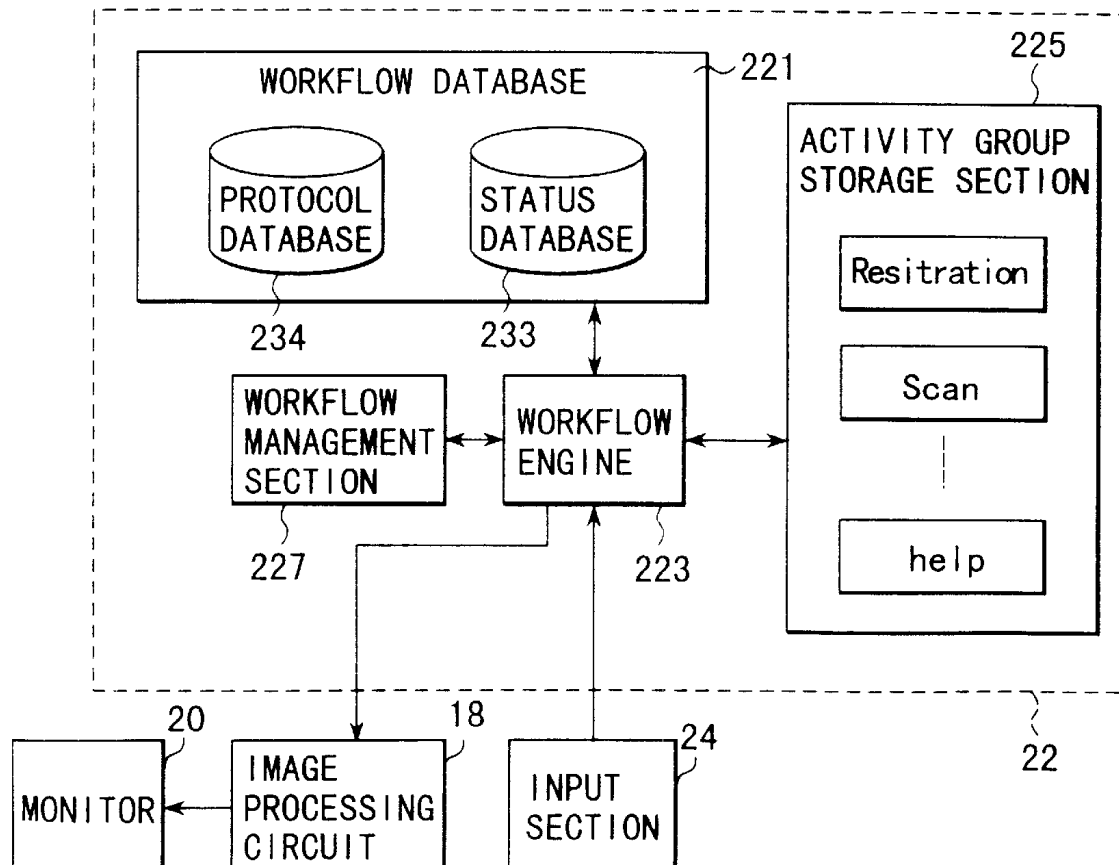 221
WORKFLOW DATABASE
PROTOCOL
DATABASE
STATUS
DATABASE
234
233
225
ACTIVITY GROUP
STORAGE SECTION
Resitration
Scan
help
WORKFLOW
MANAGEMENT
SECTION
227
WORKFLOW
ENGINE
223
22
20
MONITOR
18
IMAGE
PROCESSING
CIRCUIT
24
INPUT
SECTION